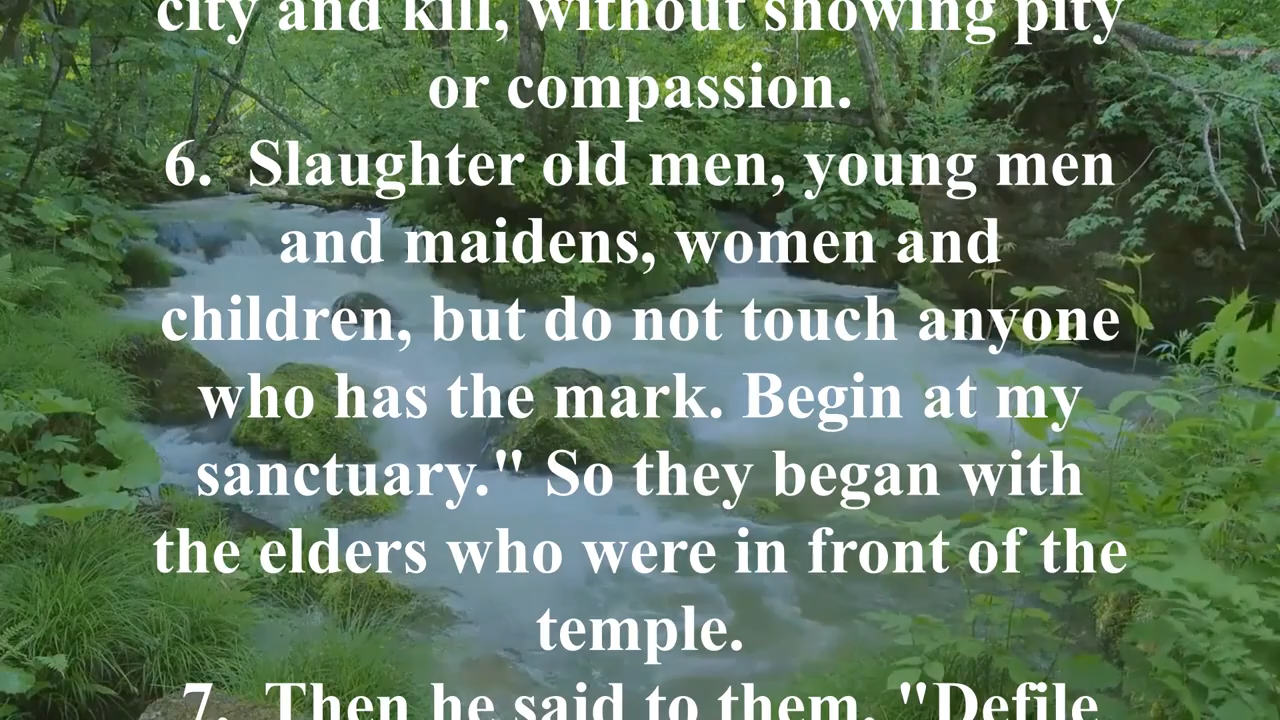 city and kill, without showing pity
or compassion.
6. Slaughter old men, young men
and maidens, women and
children, but do not touch anyone
who has the mark. Begin at my
sanctuary." So they began with
the elders who were in front of the
temple.
7. Then he said to them, "Defile